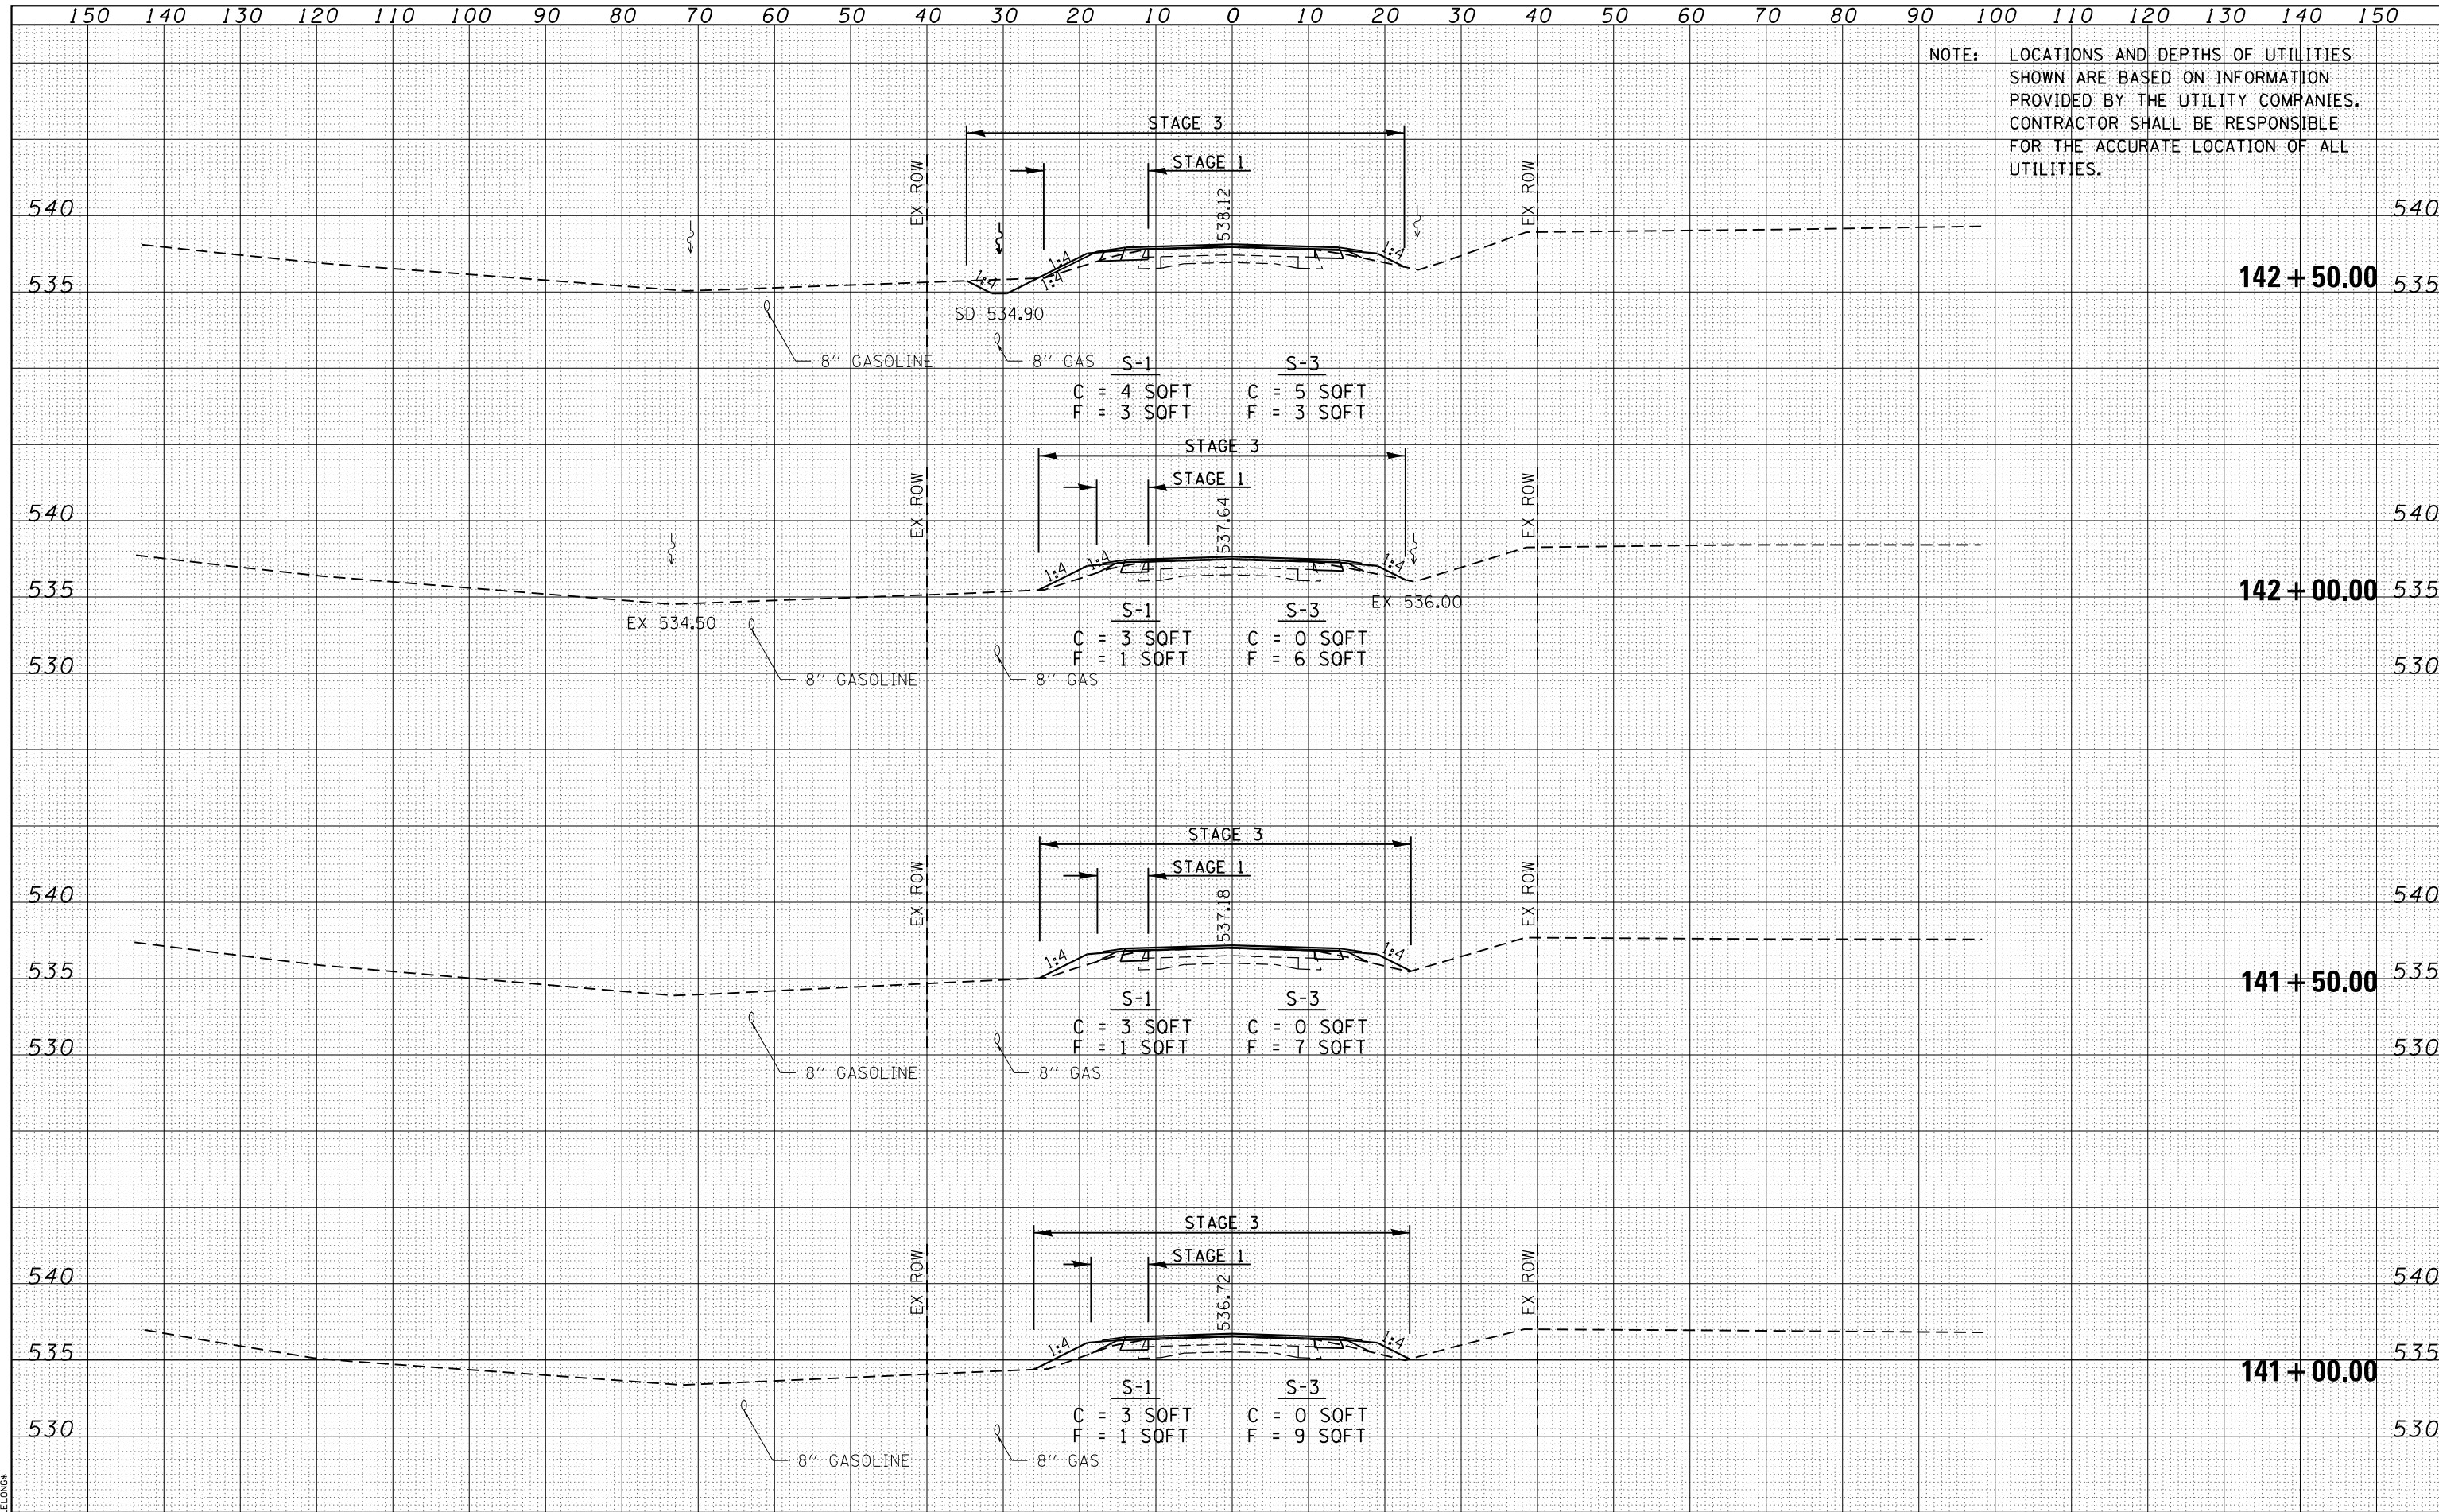 150 140 130 120 110 100 90 80 70 60 50 40 30 20 10 0 10 20 30 40 50 60 70 80 90 100 110 120 130 140 150
NOTE: LOCATIONS AND DEPTHS OF UTILITIES
SHOWN ARE BASED ON INFORMATION
PROVIDED BY THE UTILITY COMPANIES.
CONTRACTOR SHALL BE RESPONSIBLE
FOR THE ACCURATE LOCATION OF ALL
UTILITIES.
STAGE 3
STAGE 1
EX ROW
538.12
EX ROW
540
540
1:4
1:4
1:4
1:4
535
142+50.00
535
SD 534.90
8" GASOLINE
8" GAS
S-1 S-3
C = 4 SQFT C = 5 SQFT
F = 3 SQFT F = 3 SQFT
STAGE 3
STAGE 1
EX ROW
537.64
EX ROW
540
540
1:4
1:4
1:4
535
142+00.00
535
EX 534.50
EX 536.00
S-1 S-3
C = 3 SQFT C = 0 SQFT
F = 1 SQFT F = 6 SQFT
530
530
8" GASOLINE
8" GAS
STAGE 3
STAGE 1
EX ROW
537.18
EX ROW
540
540
1:4
1:4
535
141+50.00
535
S-1 S-3
C = 3 SQFT C = 0 SQFT
F = 1 SQFT F = 7 SQFT
530
530
8" GASOLINE
8" GAS
STAGE 3
STAGE 1
EX ROW
536.72
EX ROW
540
540
1:4
1:4
535
141+00.00
535
S-1 S-3
C = 3 SQFT C = 0 SQFT
F = 1 SQFT F = 9 SQFT
530
530
8" GASOLINE
8" GAS